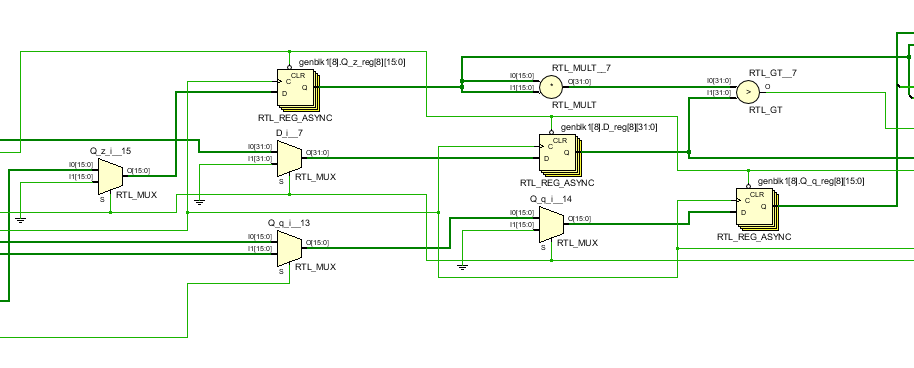 genblk1[8].Q_z_reg[8][15:0]
CLR
C
Q
D
RTL_REG_ASYNC
RTL_MULT__7
I0[15:0]
I1[15:0]
*
O[31:0]
RTL_MULT
RTL_GT__7
I0[31:0]
I1[31:0]
>
O
RTL_GT
D_i__7
I0[31:0]
I1[31:0]
O[31:0]
S
RTL_MUX
genblk1[8].D_reg[8][31:0]
CLR
C
Q
D
RTL_REG_ASYNC
Q_z_i__15
I0[15:0]
I1[15:0]
O[15:0]
S
RTL_MUX
genblk1[8].Q_q_reg[8][15:0]
CLR
C
Q
D
RTL_REG_ASYNC
Q_q_i__14
I0[15:0]
I1[15:0]
O[15:0]
S
RTL_MUX
Q_q_i__13
I0[15:0]
I1[15:0]
O[15:0]
S
RTL_MUX